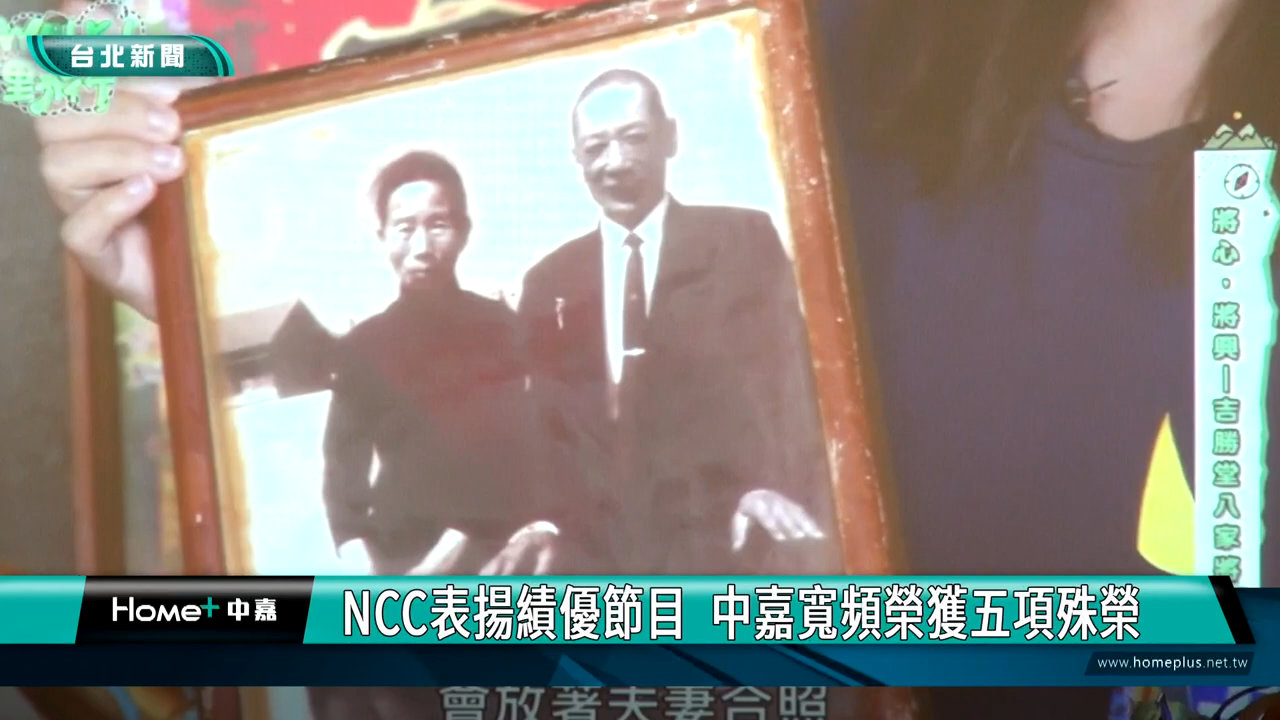 台北新聞
將心·將興—吉勝堂八家將
Home+ 中嘉
NCC表揚績優節目 中嘉寬頻榮獲五項殊榮
www.homeplus.net.tw
會放著夫妻合照